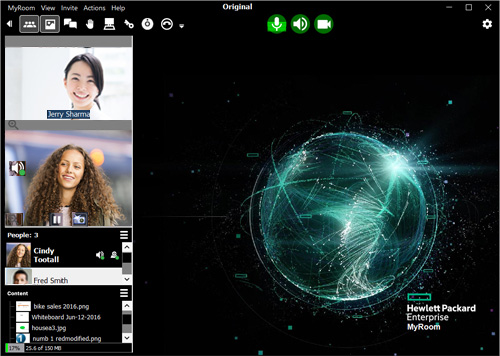 MyRoom View Invite Actions Help
Original
Jerry Sharma
People: 3
Cindy
Tootall
Fred Smith
Content
bike sales 2016.png
Whiteboard Jun-12-2016
housea3.jpg
numb 1 redmodified.png
17% 25.6 of 150 MB
Hewlett Packard
Enterprise
MyRoom